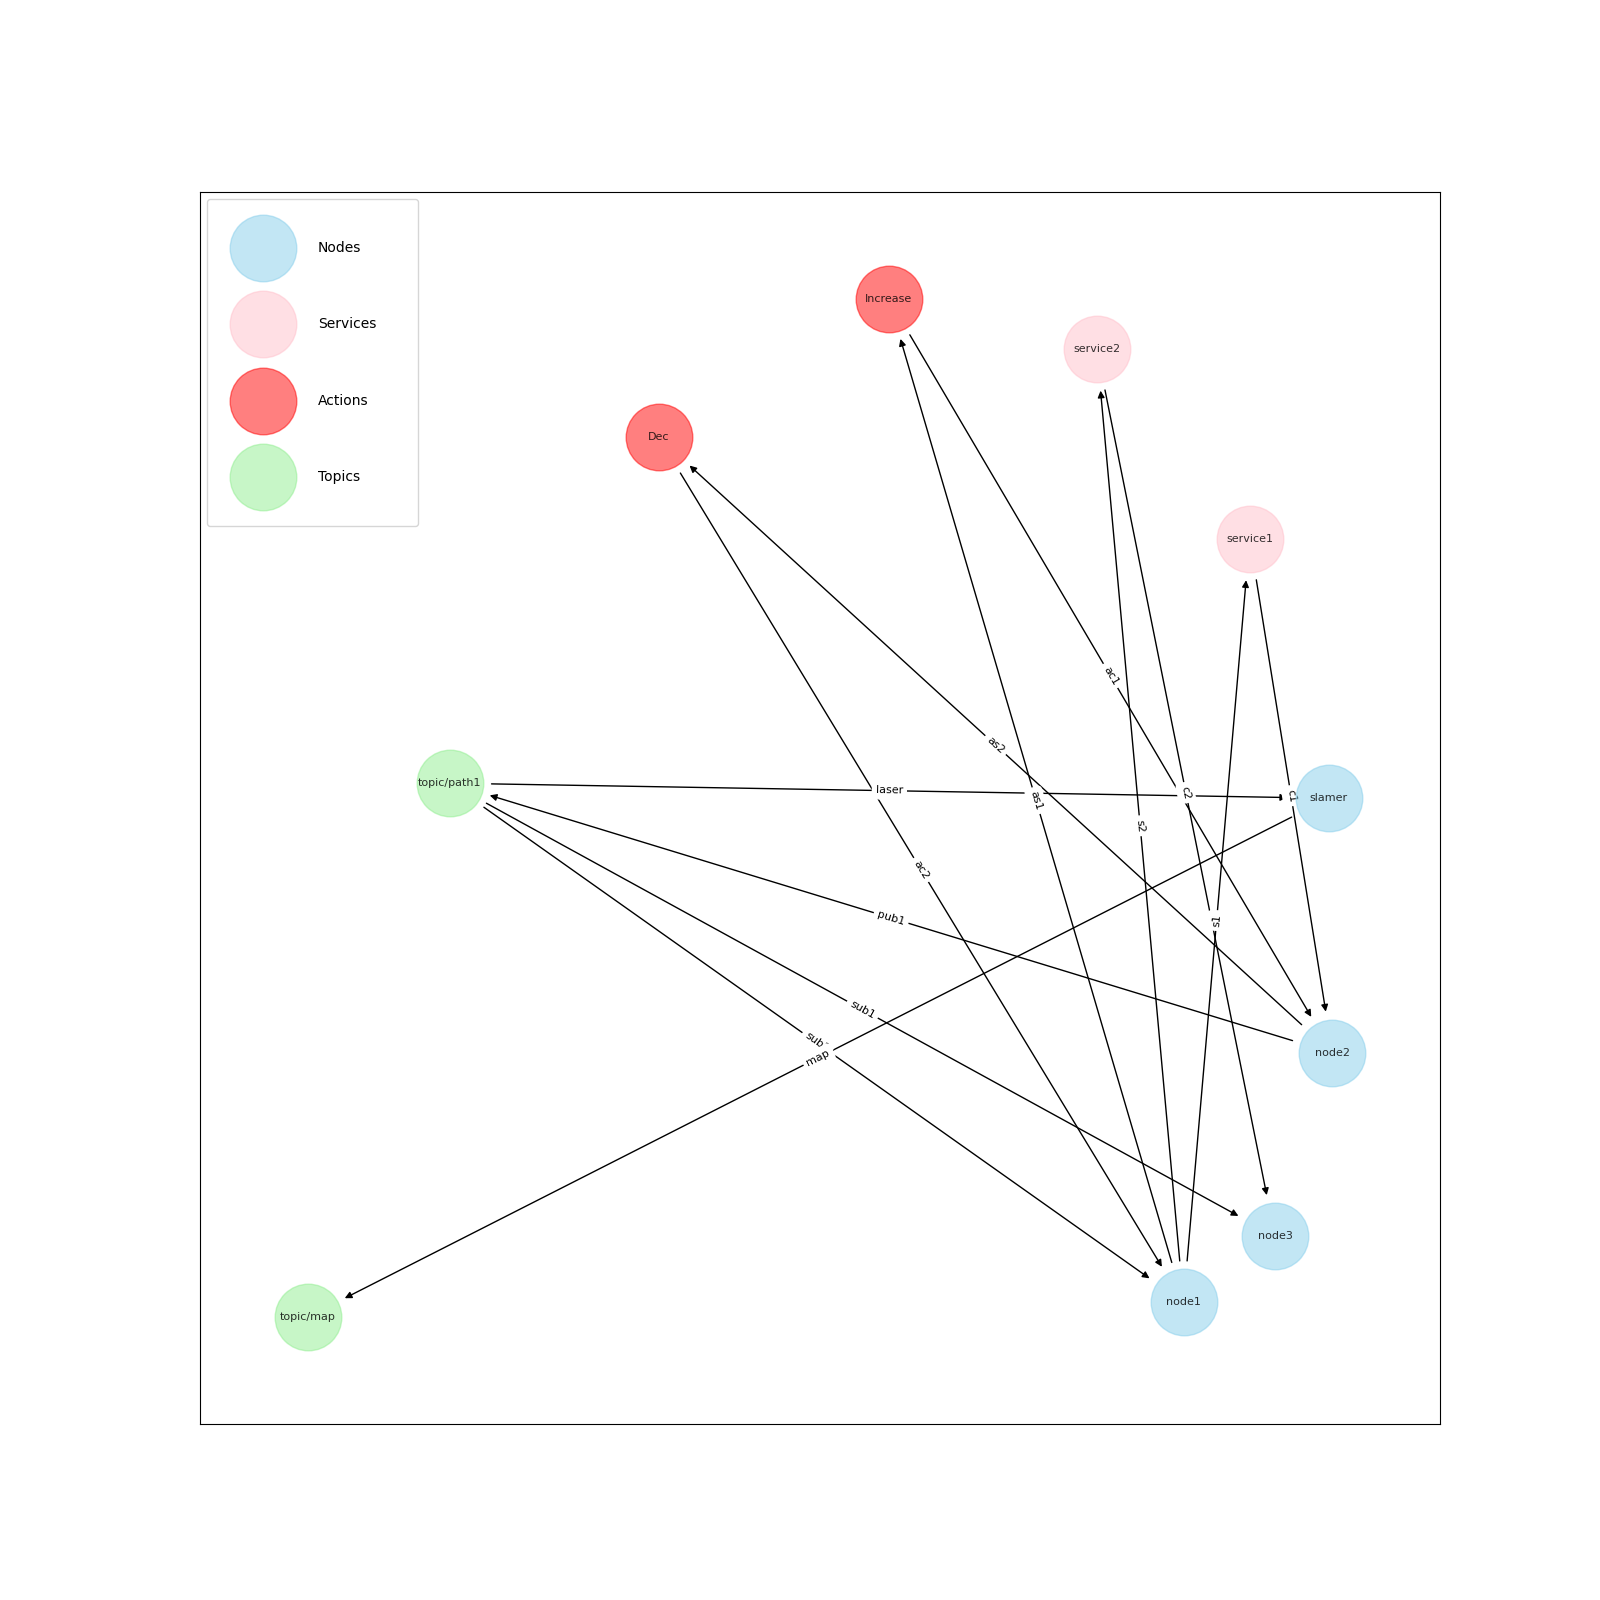 Nodes
Services
Actions
Topics
Increase
service2
Dec
service1
ac1
as2
topic/path1
laser
as1
c2
c1
slamer
s2
ac2
pub1
s1
sub1
map
node2
node3
node1
topic/map